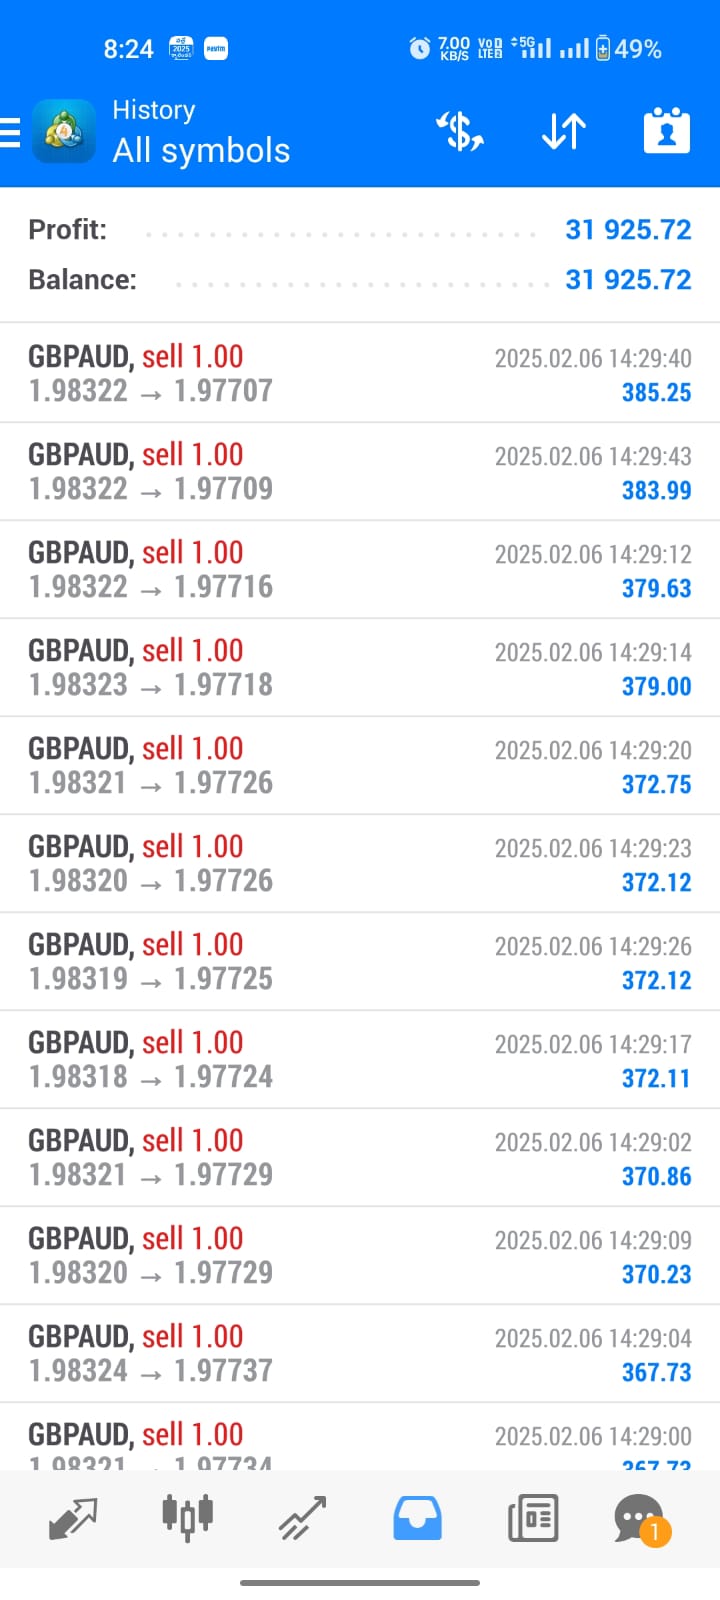 8:24
2025
Paytm
7.00 KB/S
VoD LTE2
5G
49%
History
All symbols
Profit: 31 925.72
Balance: 31 925.72
GBPAUD, sell 1.00 2025.02.06 14:29:40
1.98322 → 1.97707 385.25
GBPAUD, sell 1.00 2025.02.06 14:29:43
1.98322 → 1.97709 383.99
GBPAUD, sell 1.00 2025.02.06 14:29:12
1.98322 → 1.97716 379.63
GBPAUD, sell 1.00 2025.02.06 14:29:14
1.98323 → 1.97718 379.00
GBPAUD, sell 1.00 2025.02.06 14:29:20
1.98321 → 1.97726 372.75
GBPAUD, sell 1.00 2025.02.06 14:29:23
1.98320 → 1.97726 372.12
GBPAUD, sell 1.00 2025.02.06 14:29:26
1.98319 → 1.97725 372.12
GBPAUD, sell 1.00 2025.02.06 14:29:17
1.98318 → 1.97724 372.11
GBPAUD, sell 1.00 2025.02.06 14:29:02
1.98321 → 1.97729 370.86
GBPAUD, sell 1.00 2025.02.06 14:29:09
1.98320 → 1.97729 370.23
GBPAUD, sell 1.00 2025.02.06 14:29:04
1.98324 → 1.97737 367.73
GBPAUD, sell 1.00 2025.02.06 14:29:00
1.98321 → 1.97734 367.73
1